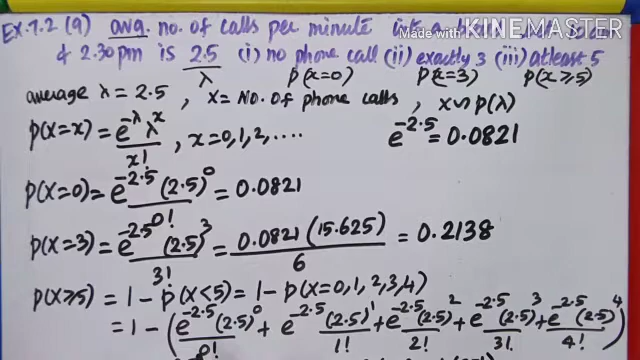 EX.7.2 (9) avg. no. of calls per minute into a
Made with KINEMASTER
& 2.30pm is 2.5 (i) no phone call (ii) exactly 3 (iii) atleast 5
λ P(x=0) P(x=3) P(x≥5)
average λ = 2.5 , X = NO. Of phone calls , X ∽ P(λ)
P(X=x) = e^{-λ} λ^x / x! , x=0,1,2,.... e^{-2.5} = 0.0821
P(X=0) = e^{-2.5} (2.5)^0 / 0! = 0.0821
P(X=3) = e^{-2.5} (2.5)^3 / 3! = 0.0821 (15.625) / 6 = 0.2138
P(X≥5) = 1 - P(X<5) = 1 - P(X=0,1,2,3,4)
= 1 - ( e^{-2.5} (2.5)^0 / 0! + e^{-2.5} (2.5)^1 / 1! + e^{-2.5} (2.5)^2 / 2! + e^{-2.5} (2.5)^3 / 3! + e^{-2.5} (2.5)^4 / 4!